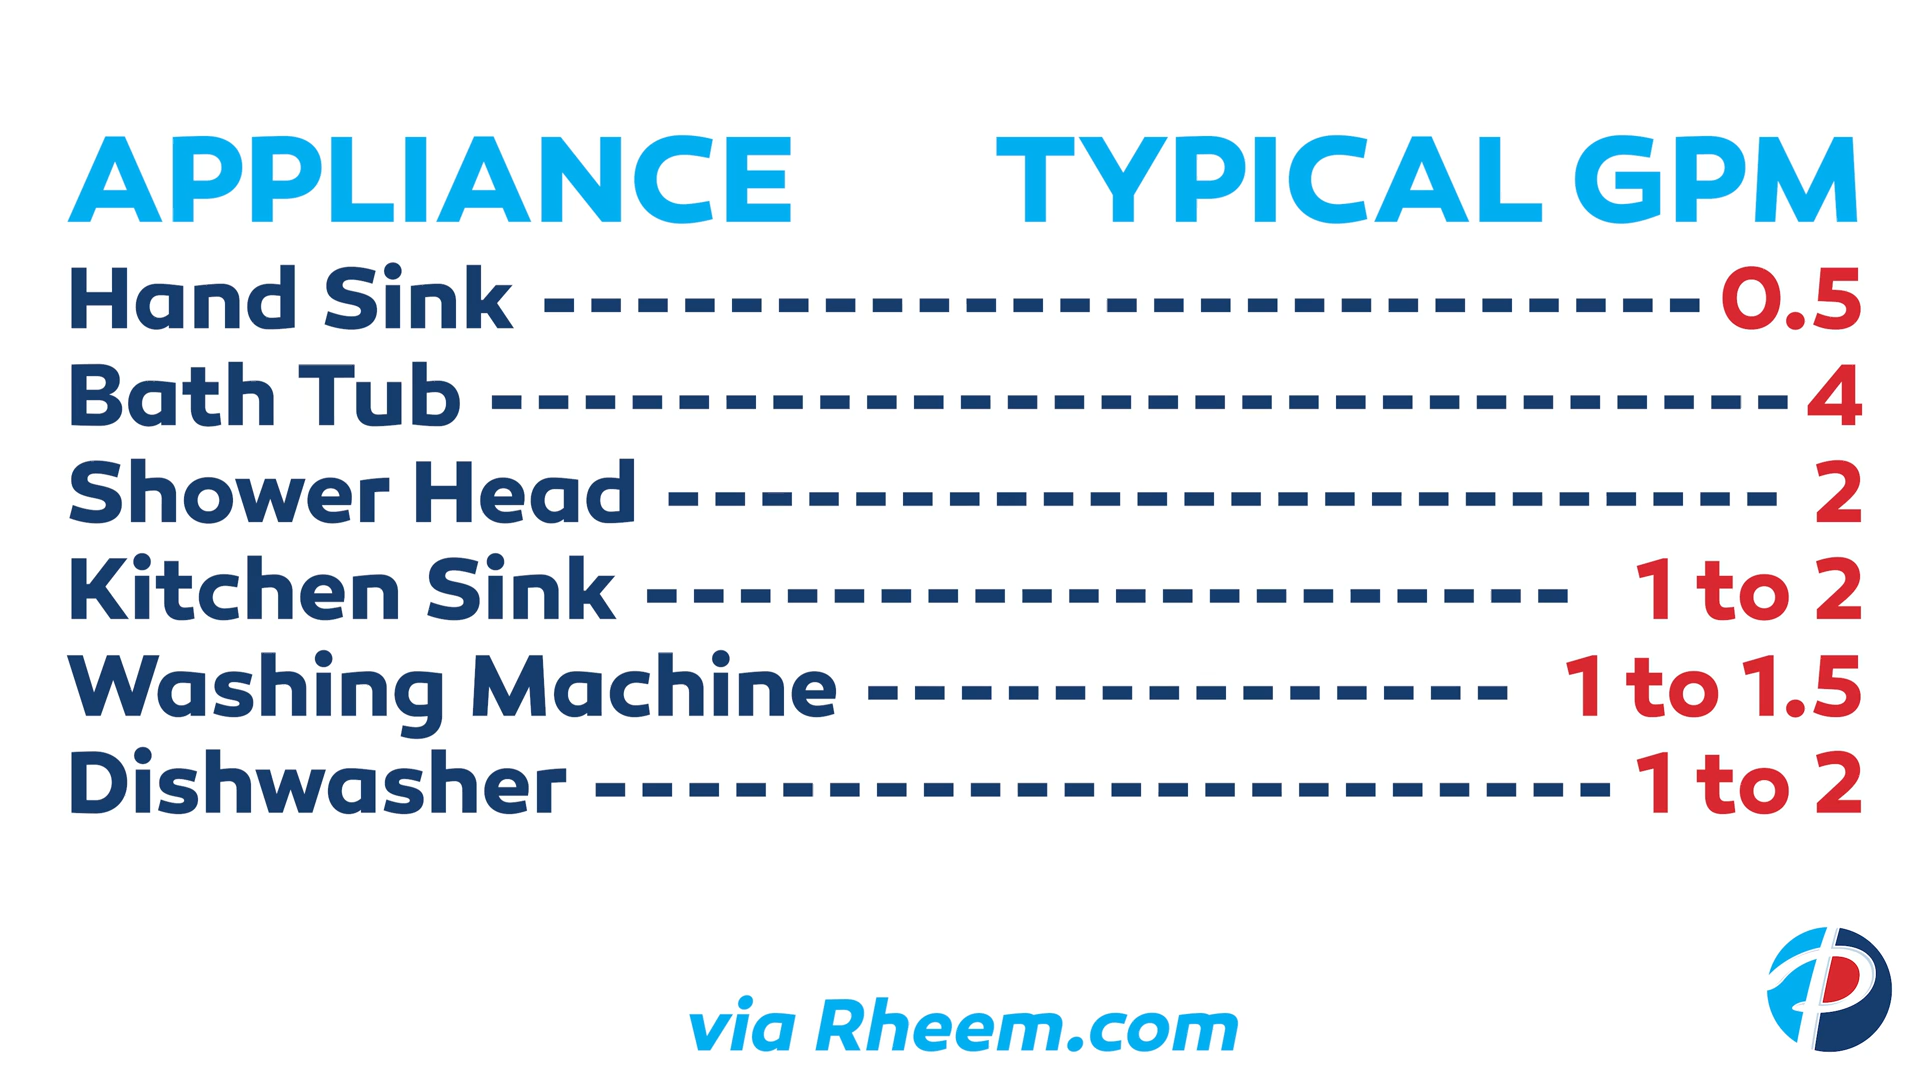 APPLIANCE TYPICAL GPM
Hand Sink ------------------------- 0.5
Bath Tub ---------------------------- 4
Shower Head ------------------------ 2
Kitchen Sink -------------------- 1 to 2
Washing Machine -------------- 1 to 1.5
Dishwasher ---------------------- 1 to 2
via Rheem.com
P